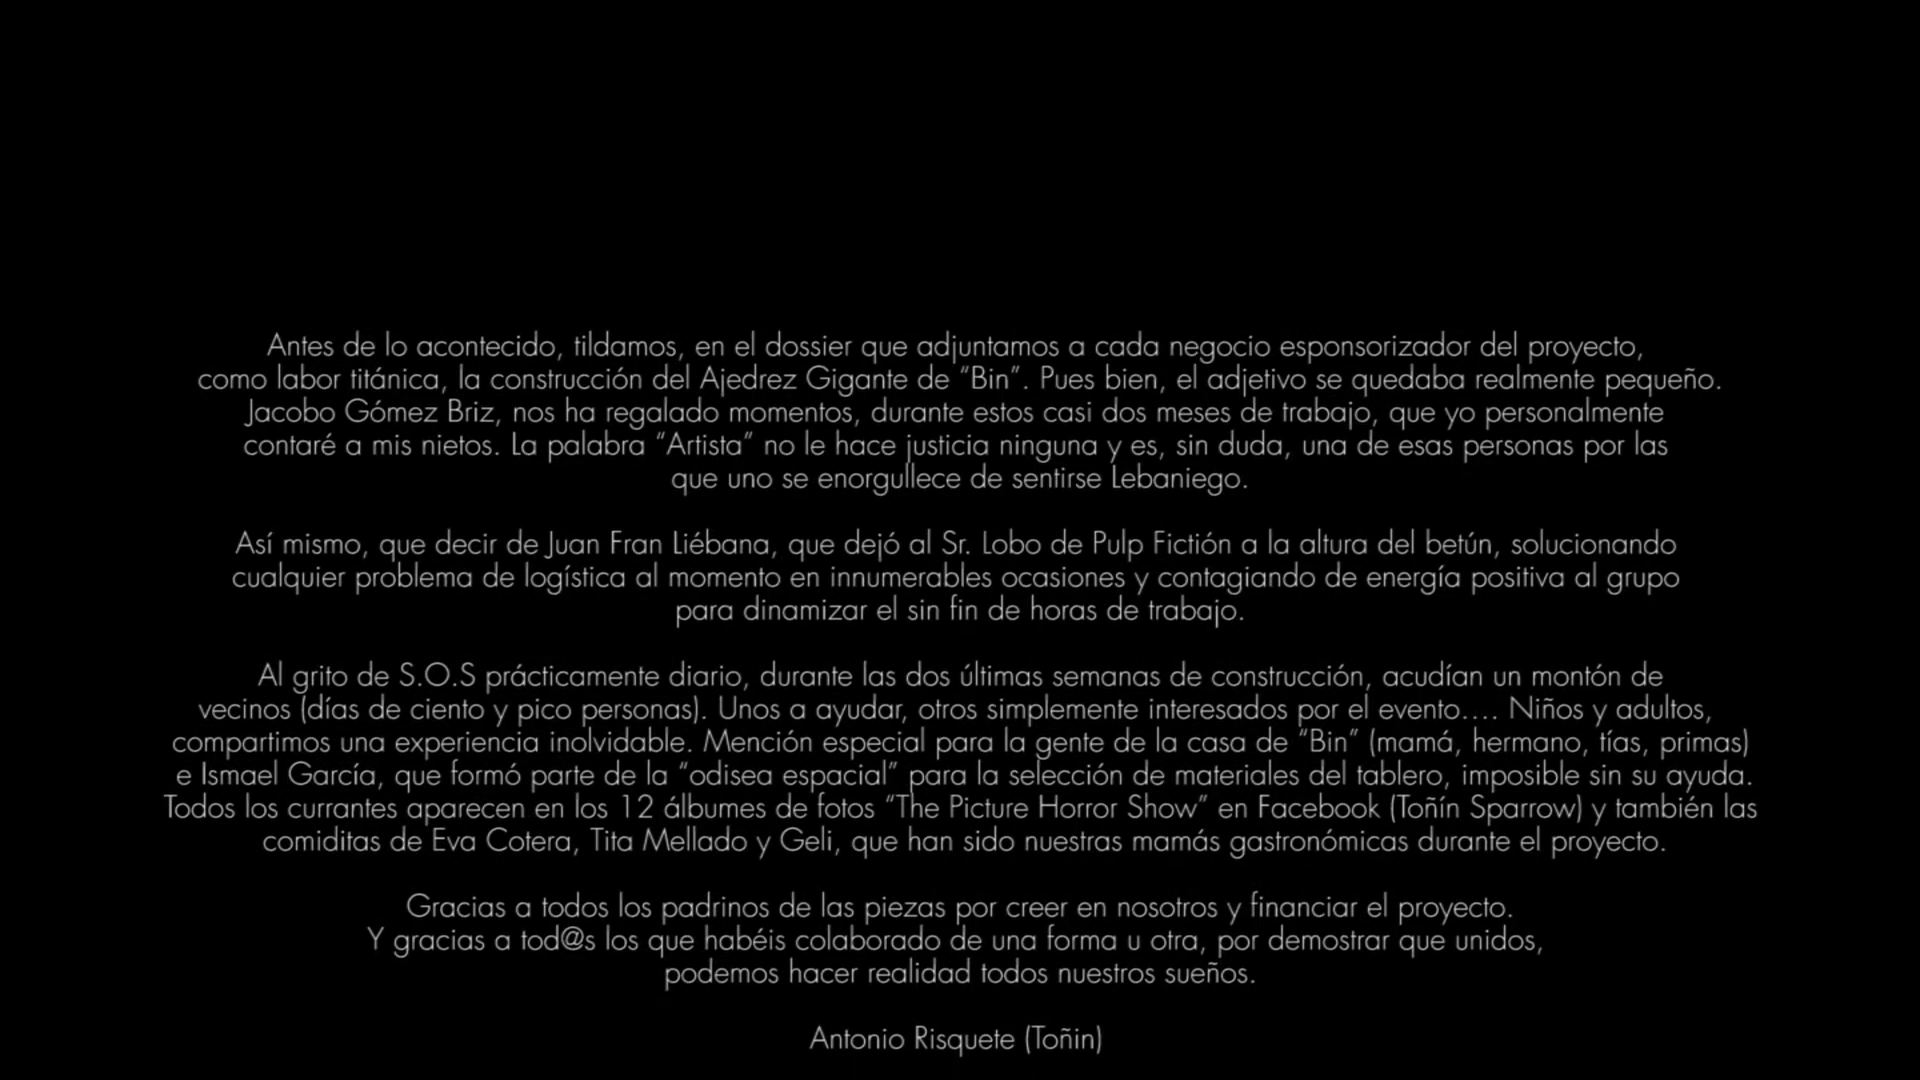 Antes de lo acontecido, tildamos, en el dossier que adjuntamos a cada negocio esponsorizador del proyecto,
como labor titánica, la construcción del Ajedrez Gigante de “Bin”. Pues bien, el adjetivo se quedaba realmente pequeño.
Jacobo Gómez Briz, nos ha regalado momentos, durante estos casi dos meses de trabajo, que yo personalmente
contaré a mis nietos. La palabra “Artista” no le hace justicia ninguna y es, sin duda, una de esas personas por las
que uno se enorgullece de sentirse Lebaniego.
Así mismo, que decir de Juan Fran Liébana, que dejó al Sr. Lobo de Pulp Fictión a la altura del betún, solucionando
cualquier problema de logística al momento en innumerables ocasiones y contagiando de energía positiva al grupo
para dinamizar el sin fin de horas de trabajo.
Al grito de S.O.S prácticamente diario, durante las dos últimas semanas de construcción, acudían un montón de
vecinos (días de ciento y pico personas). Unos a ayudar, otros simplemente interesados por el evento.... Niños y adultos,
compartimos una experiencia inolvidable. Mención especial para la gente de la casa de “Bin” (mamá, hermano, tías, primas)
e Ismael García, que formó parte de la “odisea espacial” para la selección de materiales del tablero, imposible sin su ayuda.
Todos los currantes aparecen en los 12 álbumes de fotos “The Picture Horror Show” en Facebook (Toñín Sparrow) y también las
comiditas de Eva Cotera, Tita Mellado y Geli, que han sido nuestras mamás gastronómicas durante el proyecto.
Gracias a todos los padrinos de las piezas por creer en nosotros y financiar el proyecto.
Y gracias a tod@s los que habéis colaborado de una forma u otra, por demostrar que unidos,
podemos hacer realidad todos nuestros sueños.
Antonio Risquete (Toñin)